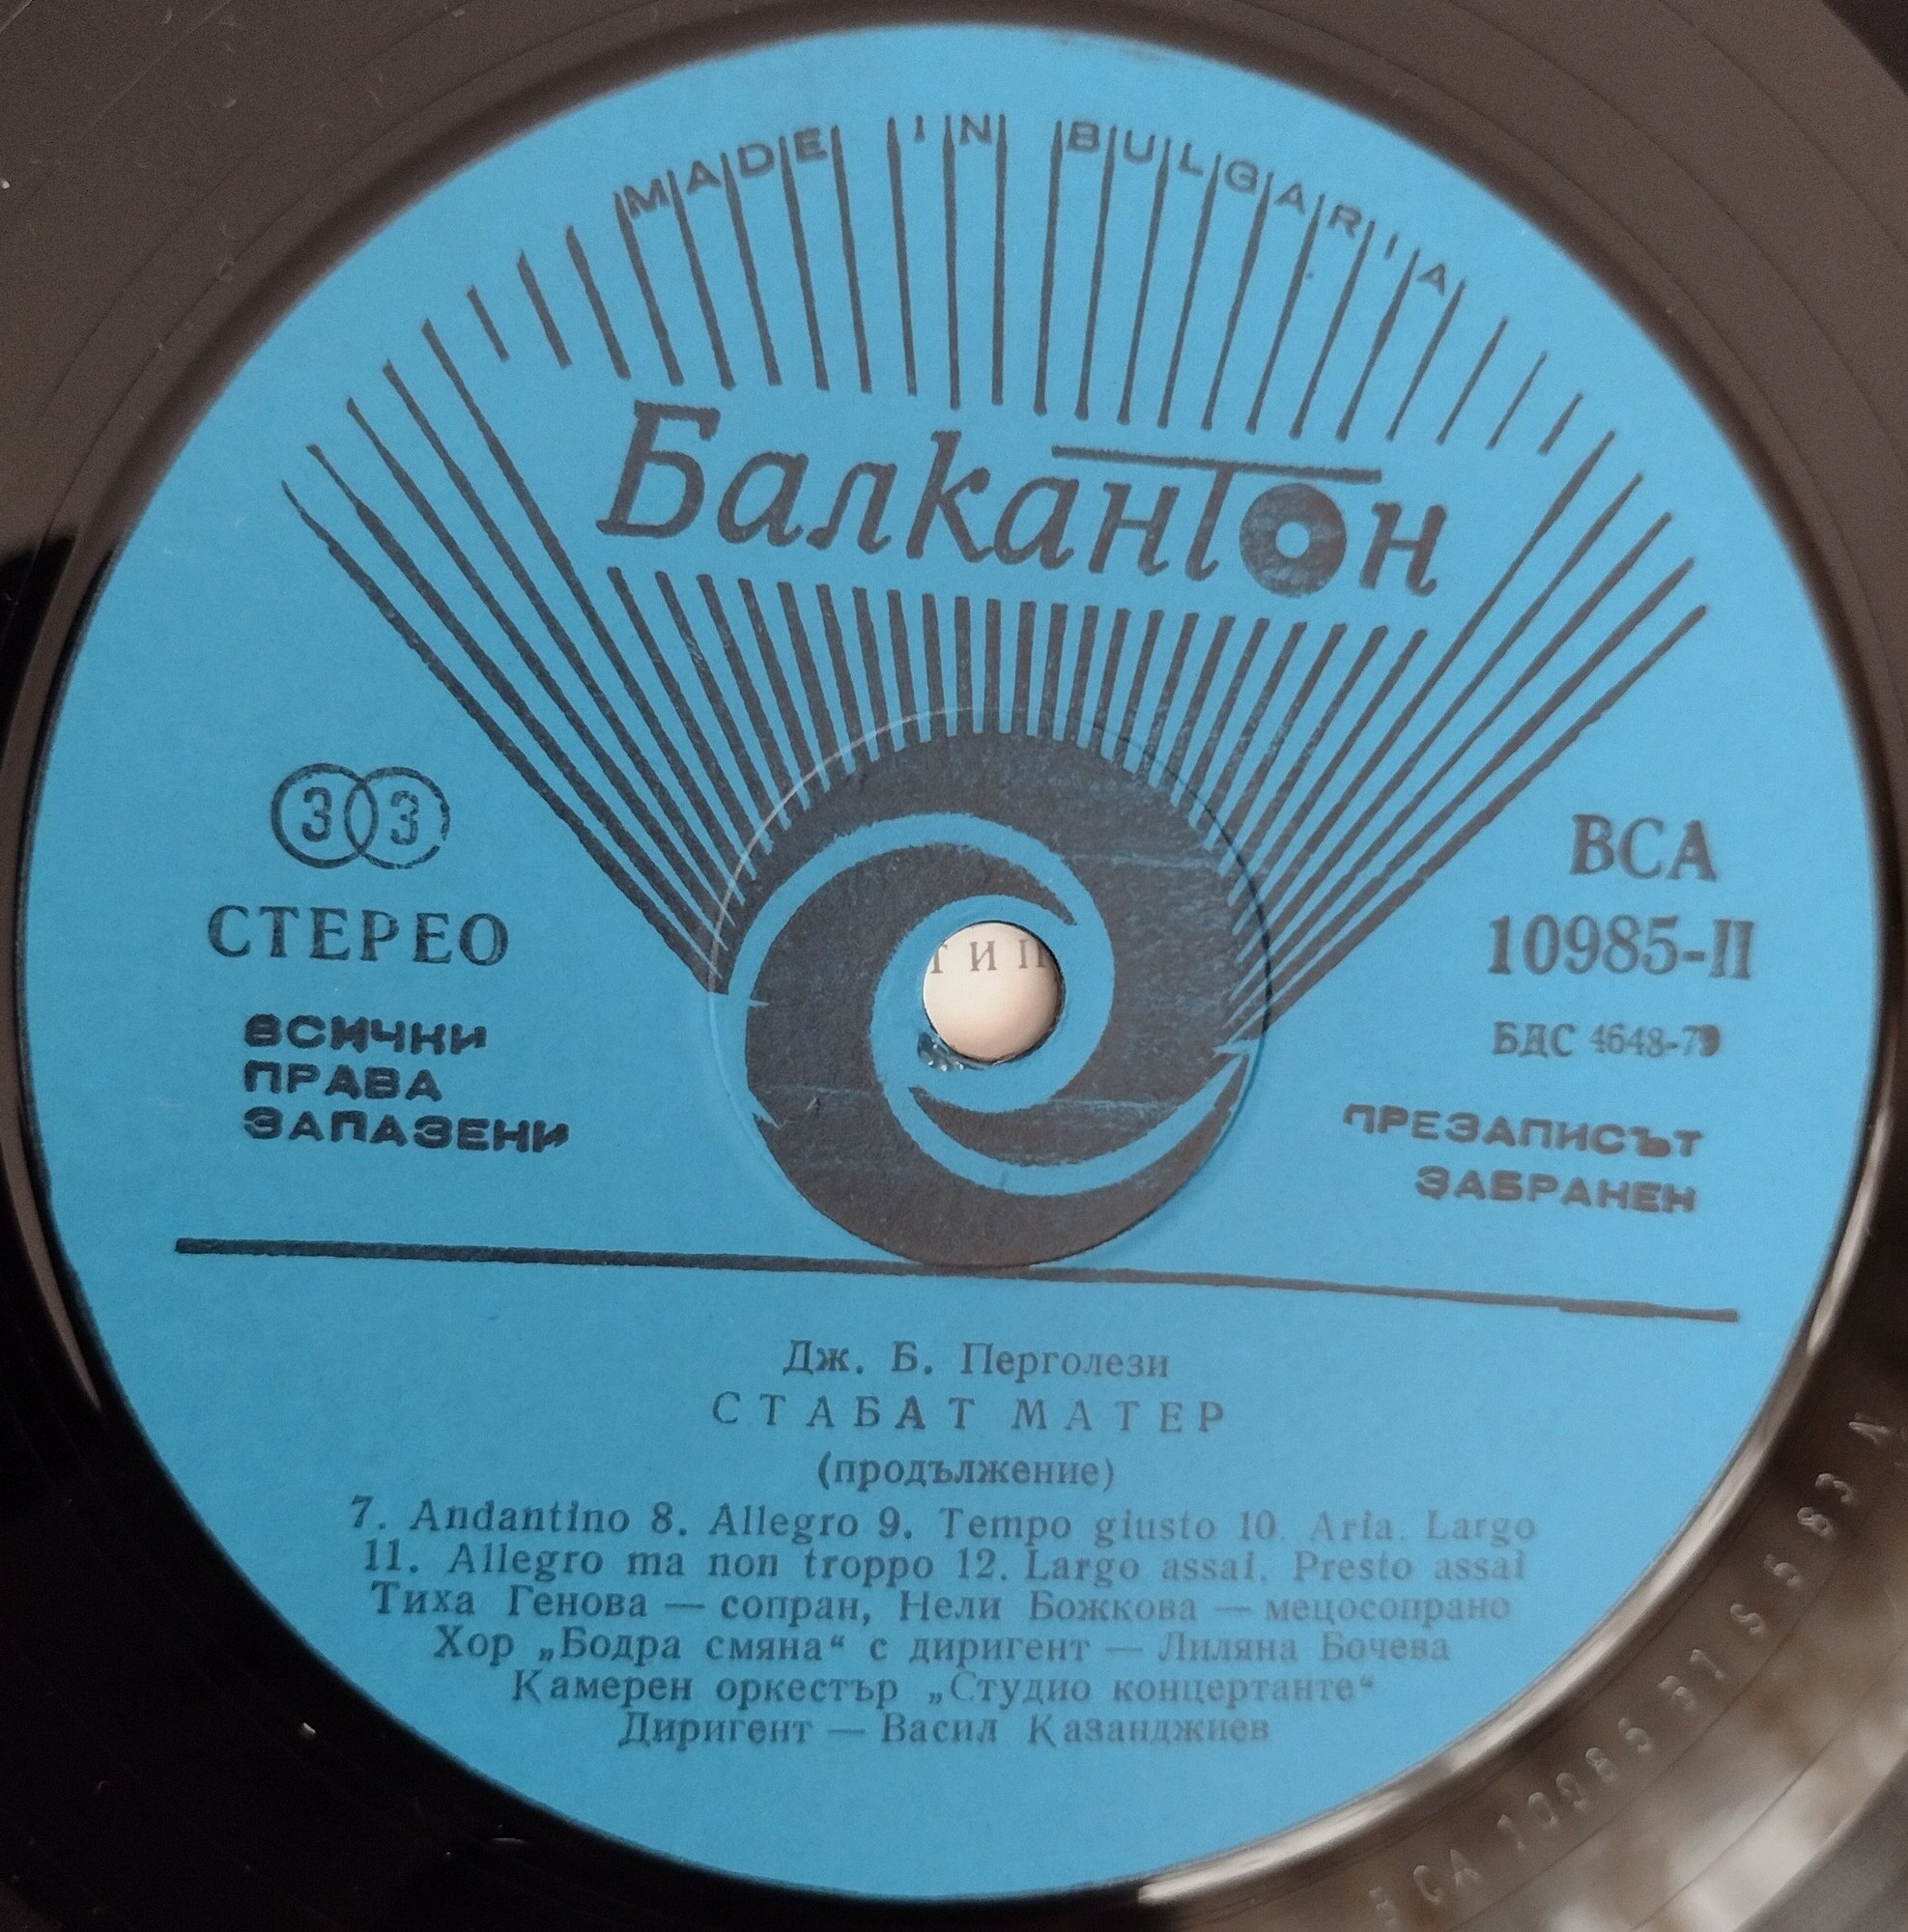 MADE IN BULGARIA
Балкантон
33
СТЕРЕО
ВСИЧКИ
ПРАВА
ЗАПАЗЕНИ
ВСА
10985-II
БДС 4648-79
ПРЕЗАПИСЪТ
ЗАБРАНЕН
Дж. Б. Перголези
СТАБАТ МАТЕР
(продължение)
7. Andantino 8. Allegro 9. Tempo giusto 10. Aria. Largo
11. Allegro ma non troppo 12. Largo assai. Presto assai
Тиха Генова — сопран, Нели Божкова — мецосопрано
Хор „Бодра смяна“ с диригент — Лиляна Бочева
Камерен оркестър „Студио концертанте“
Диригент — Васил Казанджиев